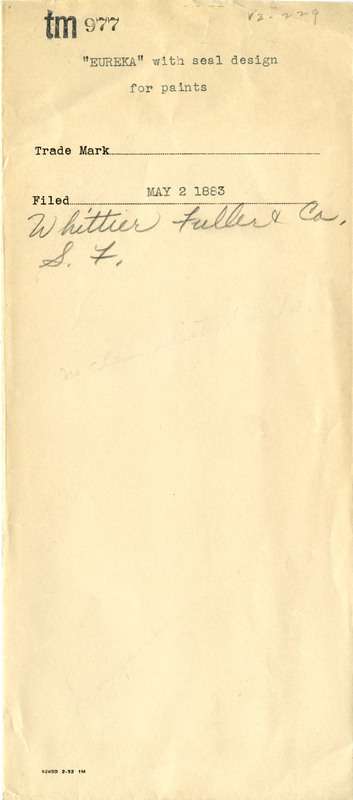 tm 977
"EUREKA" with seal design
for paints
Trade Mark
Filed MAY 2 1883
Whittier Fuller & Co.
S. F.
92650 2-32 1M